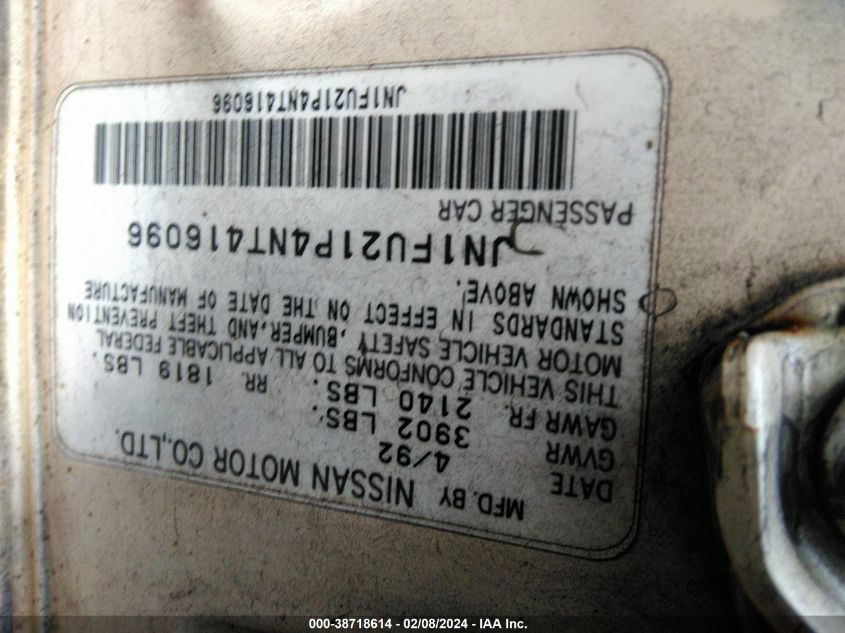 MFD.BY NISSAN MOTOR CO.,LTD.
DATE 4/92
GVWR 3902 LBS.
GAWR FR. 2140 LBS. RR. 1819 LBS.
THIS VEHICLE CONFORMS TO ALL APPLICABLE FEDERAL
MOTOR VEHICLE SAFETY ,BUMPER,AND THEFT PREVENTION
STANDARDS IN EFFECT ON THE DATE OF MANUFACTURE
SHOWN ABOVE.
JN1FU21P4NT416096
PASSENGER CAR
JN1FU21P4NT416096
000-38718614 - 02/08/2024 - IAA Inc.